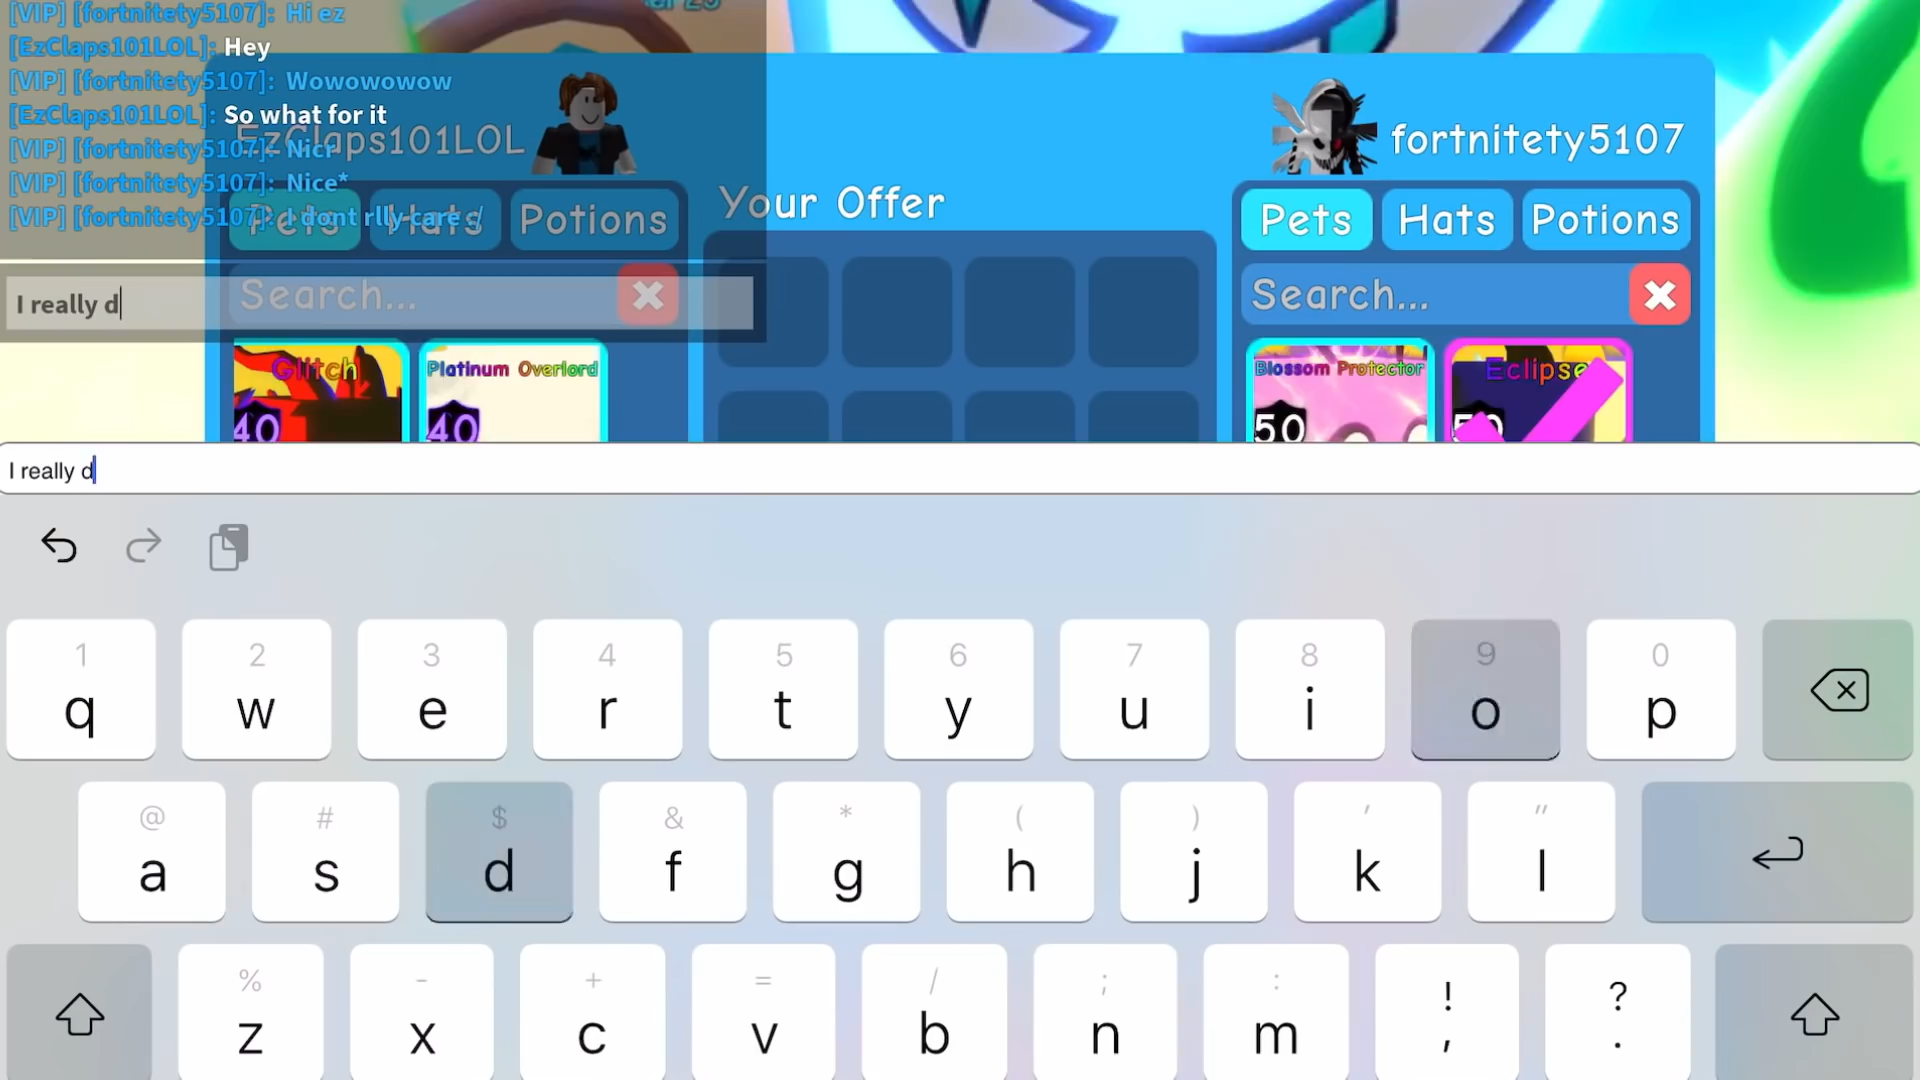 [VIP] [fortnitety5107]: Hi ez
[EzClaps101LOL]: Hey
[VIP] [fortnitety5107]: Wowowowow
[EzClaps101LOL]: So what for it
[VIP] [fortnitety5107]: Nicr
[VIP] [fortnitety5107]: Nice*
[VIP] [fortnitety5107]: I dont rlly care :/
EzClaps101LOL
fortnitety5107
Your Offer
Pets Hats Potions
Pets Hats Potions
Search...
Search...
I really d
Glitch
Platinum Overlord
Blossom Protector
Eclipse
40
40
50
50
I really d
1 2 3 4 5 6 7 8 9 0
q w e r t y u i o p
@ # $ & * ( ) ' "
a s d f g h j k l
% - + = / ; : ! ?
z x c v b n m , .